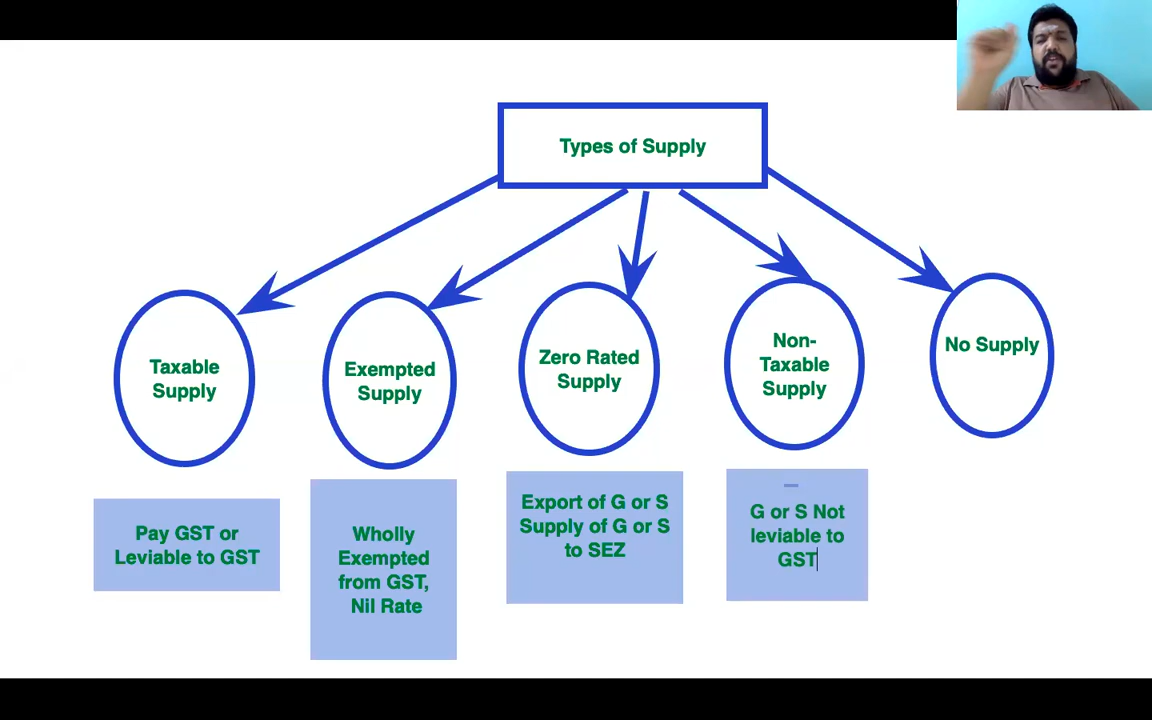 Types of Supply
Taxable
Supply
Exempted
Supply
Zero Rated
Supply
Non-
Taxable
Supply
No Supply
Pay GST or
Leviable to GST
Wholly
Exempted
from GST,
Nil Rate
Export of G or S
Supply of G or S
to SEZ
G or S Not
leviable to
GST